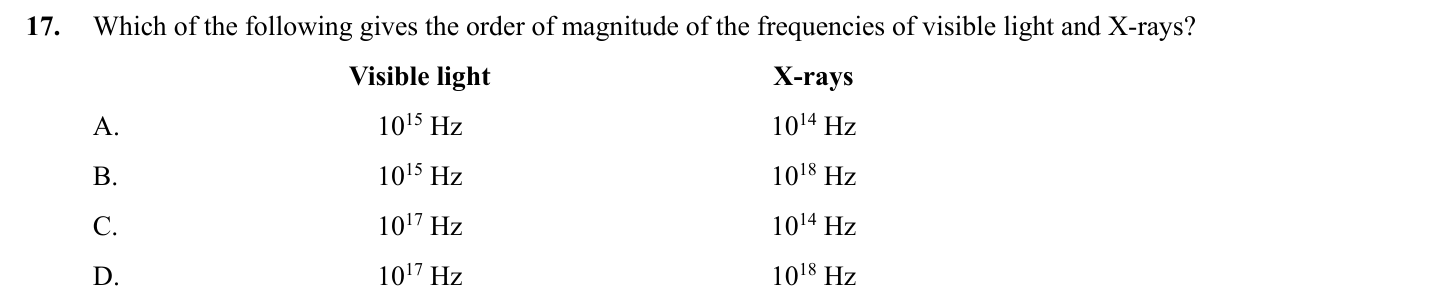 17. Which of the following gives the order of magnitude of the frequencies of visible light and X-rays?
Visible light X-rays
A. 10¹⁵ Hz 10¹⁴ Hz
B. 10¹⁵ Hz 10¹⁸ Hz
C. 10¹⁷ Hz 10¹⁴ Hz
D. 10¹⁷ Hz 10¹⁸ Hz